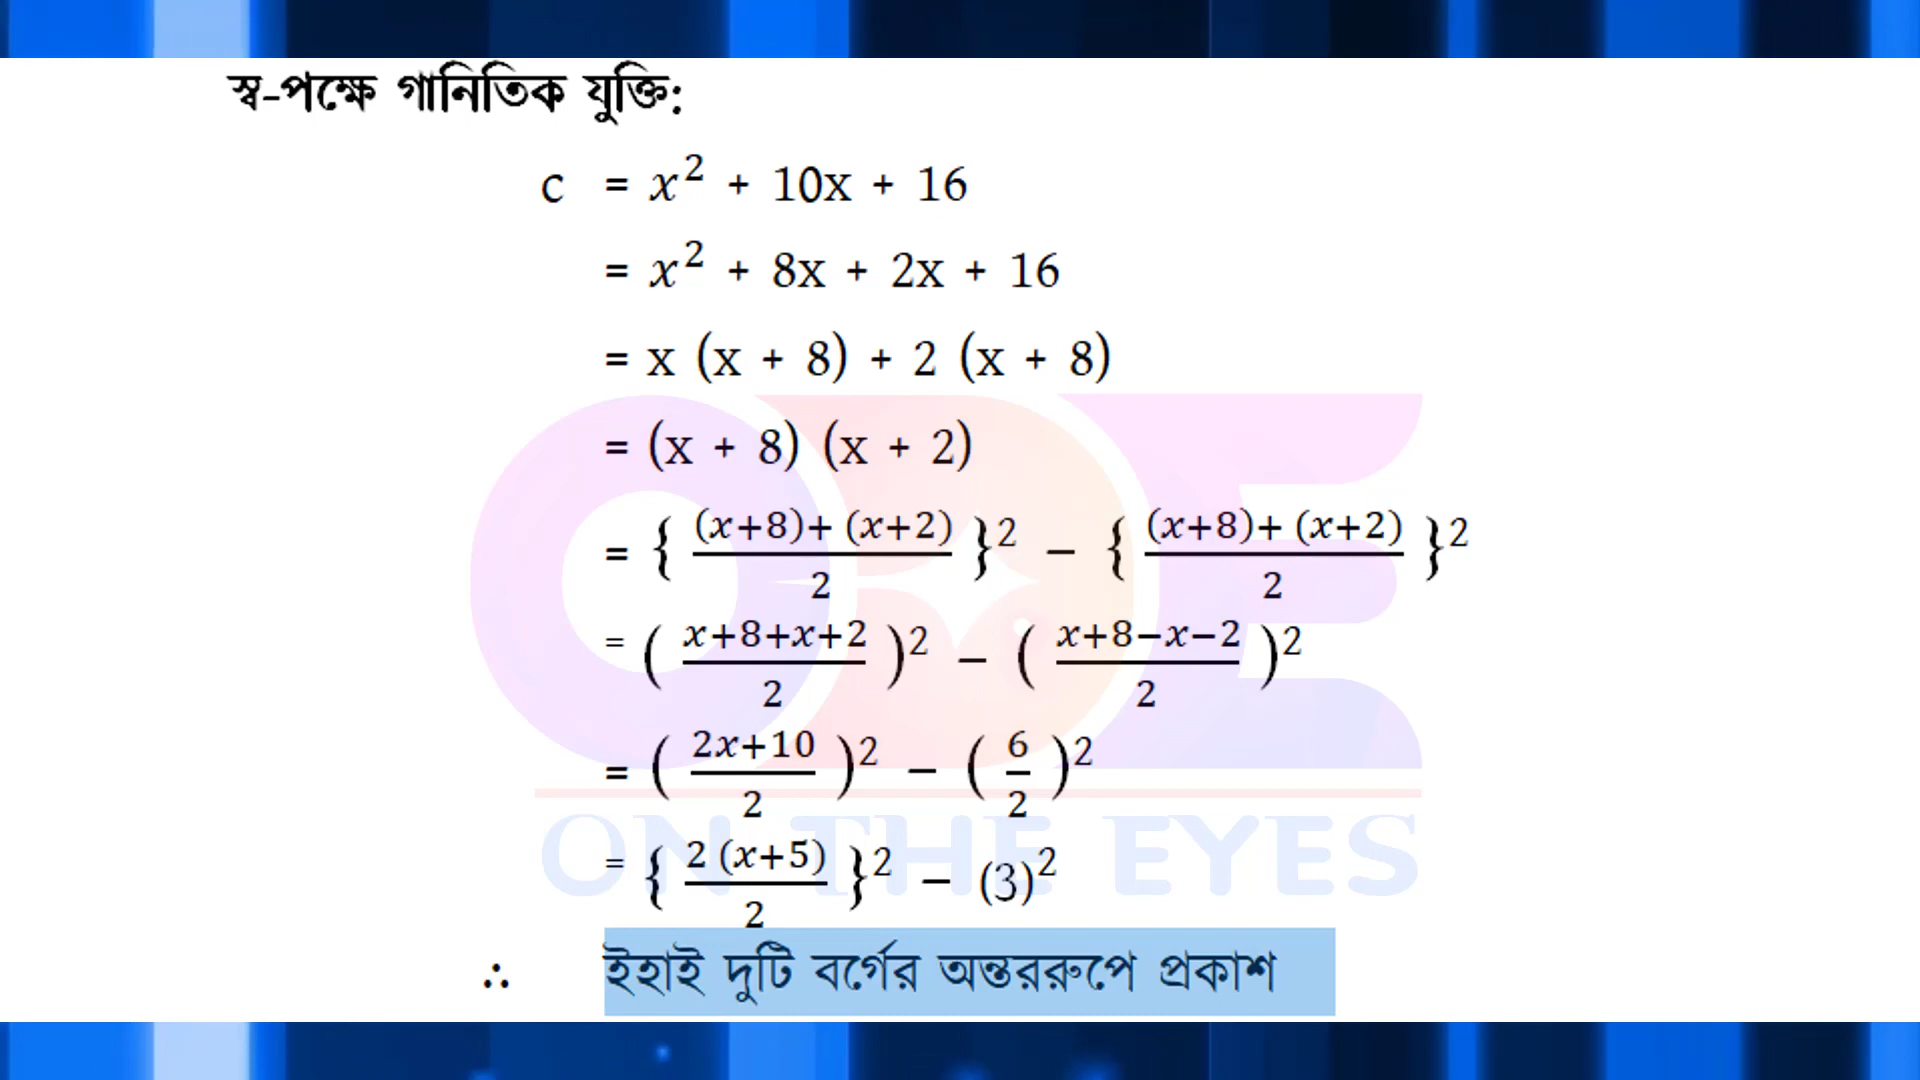 স্ব-পক্ষে গানিতিক যুক্তি:
c = x² + 10x + 16
= x² + 8x + 2x + 16
= x (x + 8) + 2 (x + 8)
= (x + 8) (x + 2)
= { (x+8)+ (x+2) / 2 }² − { (x+8)+ (x+2) / 2 }²
= ( x+8+x+2 / 2 )² − ( x+8−x−2 / 2 )²
= ( 2x+10 / 2 )² − ( 6 / 2 )²
= { 2 (x+5) / 2 }² − (3)²
∴ ইহাই দুটি বর্গের অন্তররুপে প্রকাশ
ODE
ON THE EYES